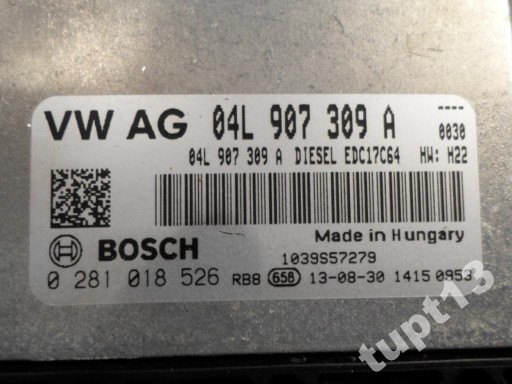 VW AG 04L 907 309 A
----
0030
04L 907 309 A DIESEL EDC17C64 HW: H22
Made in Hungary
BOSCH
1039S57279
0 281 018 526 RB8 658 13-08-30 1415 0953
tupt13